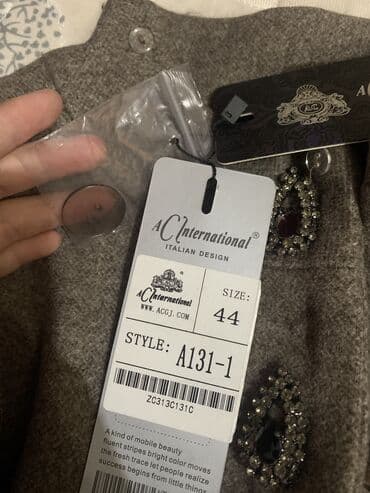 AC International®
ITALIAN DESIGN
AC International
WWW. ACGJ. COM
SIZE:
44
STYLE: A131-1
ZC313C131C
A kind of mobile beauty
fluent stripes bright color moves
the fresh trace let people realize
success begins from little things